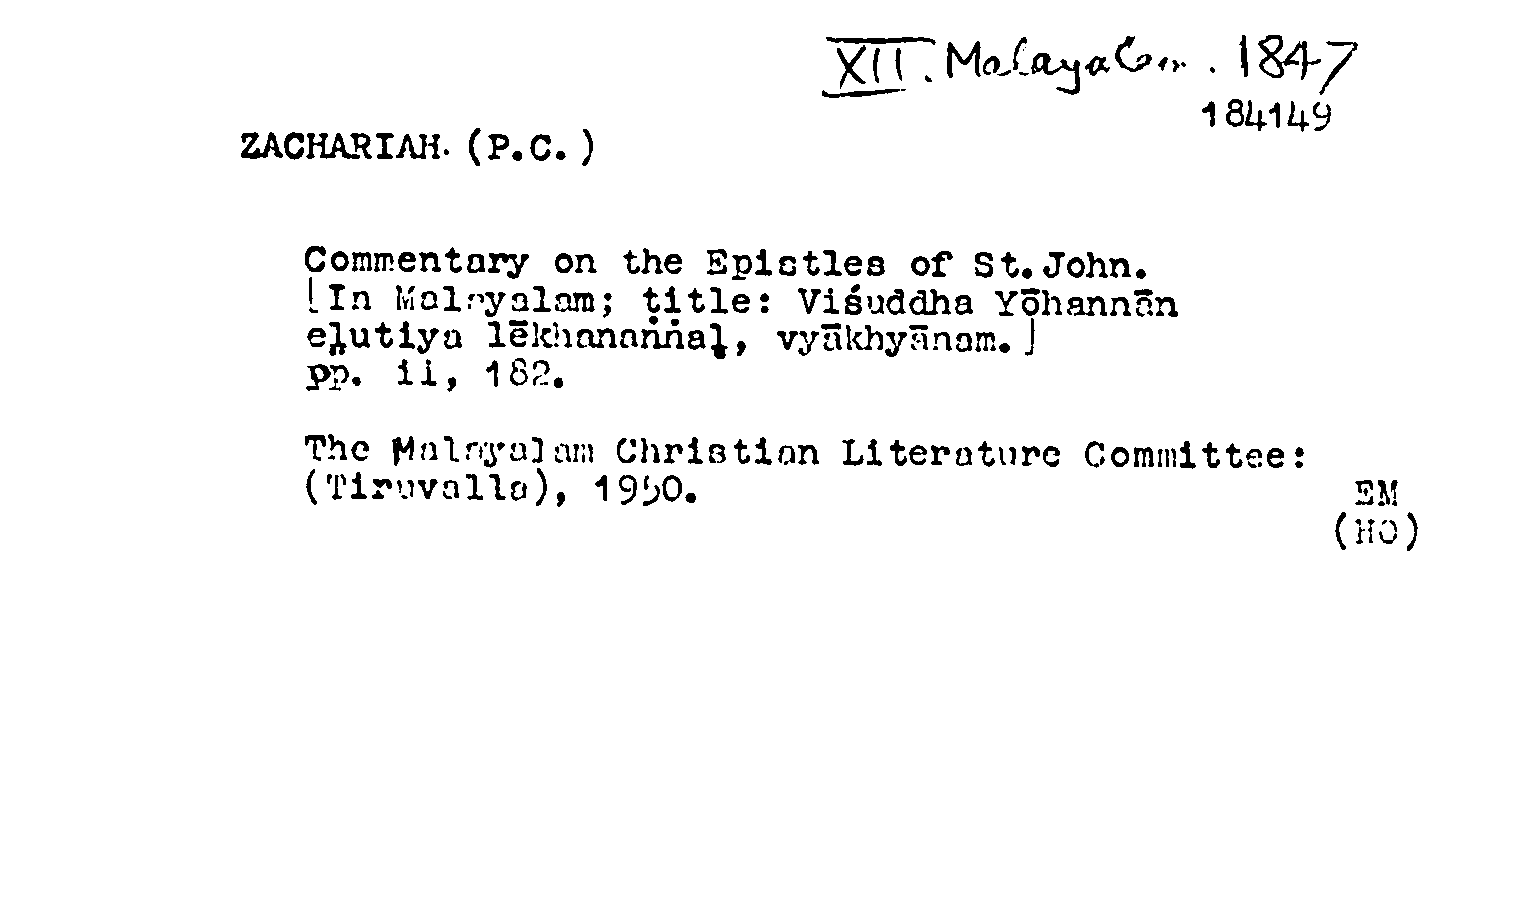 XII. Malayalam. 1847
184149
ZACHARIAH. (P.C.)
Commentary on the Epistles of St. John.
[In Malayalam; title: Viśuddha Yōhannān
eḻutiya lēkhanaṅṅaḷ, vyākhyānam.]
pp. ii, 182.
The Malayalam Christian Literature Committee:
(Tiruvalla), 1950.
EM
(HO)